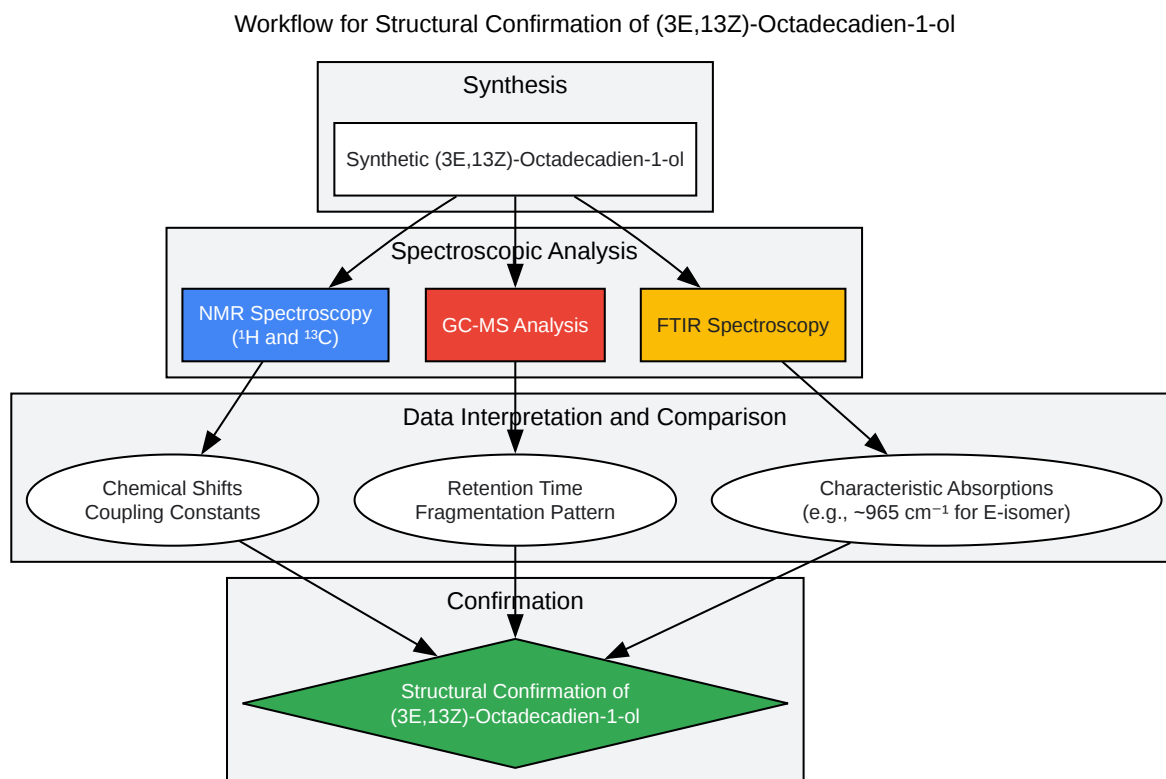 Workflow for Structural Confirmation of (3E,13Z)-Octadecadien-1-ol
Synthesis
Synthetic (3E,13Z)-Octadecadien-1-ol
Spectroscopic Analysis
NMR Spectroscopy
(¹H and ¹³C)
GC-MS Analysis
FTIR Spectroscopy
Data Interpretation and Comparison
Chemical Shifts
Coupling Constants
Retention Time
Fragmentation Pattern
Characteristic Absorptions
(e.g., ~965 cm⁻¹ for E-isomer)
Confirmation
Structural Confirmation of
(3E,13Z)-Octadecadien-1-ol